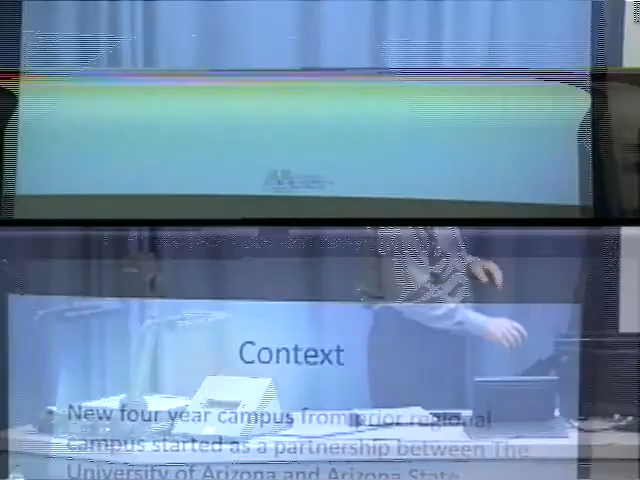 Context
New four year campus from prior regional
campus started as a partnership between The
University of Arizona and Arizona State